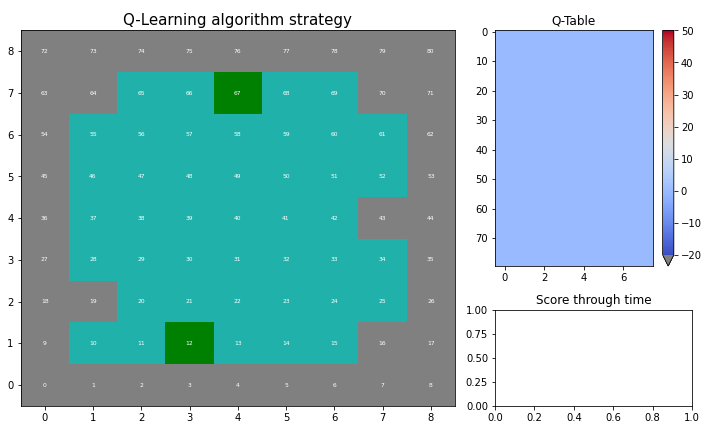 Q-Learning algorithm strategy
8 72 73 74 75 76 77 78 79 80
7 63 64 65 66 67 68 69 70 71
6 54 55 56 57 58 59 60 61 62
5 45 46 47 48 49 50 51 52 53
4 36 37 38 39 40 41 42 43 44
3 27 28 29 30 31 32 33 34 35
2 18 19 20 21 22 23 24 25 26
1 9 10 11 12 13 14 15 16 17
0 0 1 2 3 4 5 6 7 8
0 1 2 3 4 5 6 7 8
Q-Table
0
10
20
30
40
50
60
70
0 2 4 6
50
40
30
20
10
0
−10
−20
Score through time
1.00
0.75
0.50
0.25
0.00
0.0 0.2 0.4 0.6 0.8 1.0